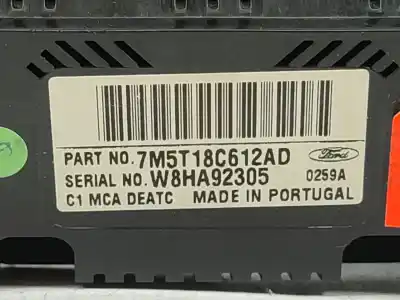 PART NO. 7M5T18C612AD Ford
SERIAL NO. W8HA92305 0259A
C1 MCA DEATC MADE IN PORTUGAL